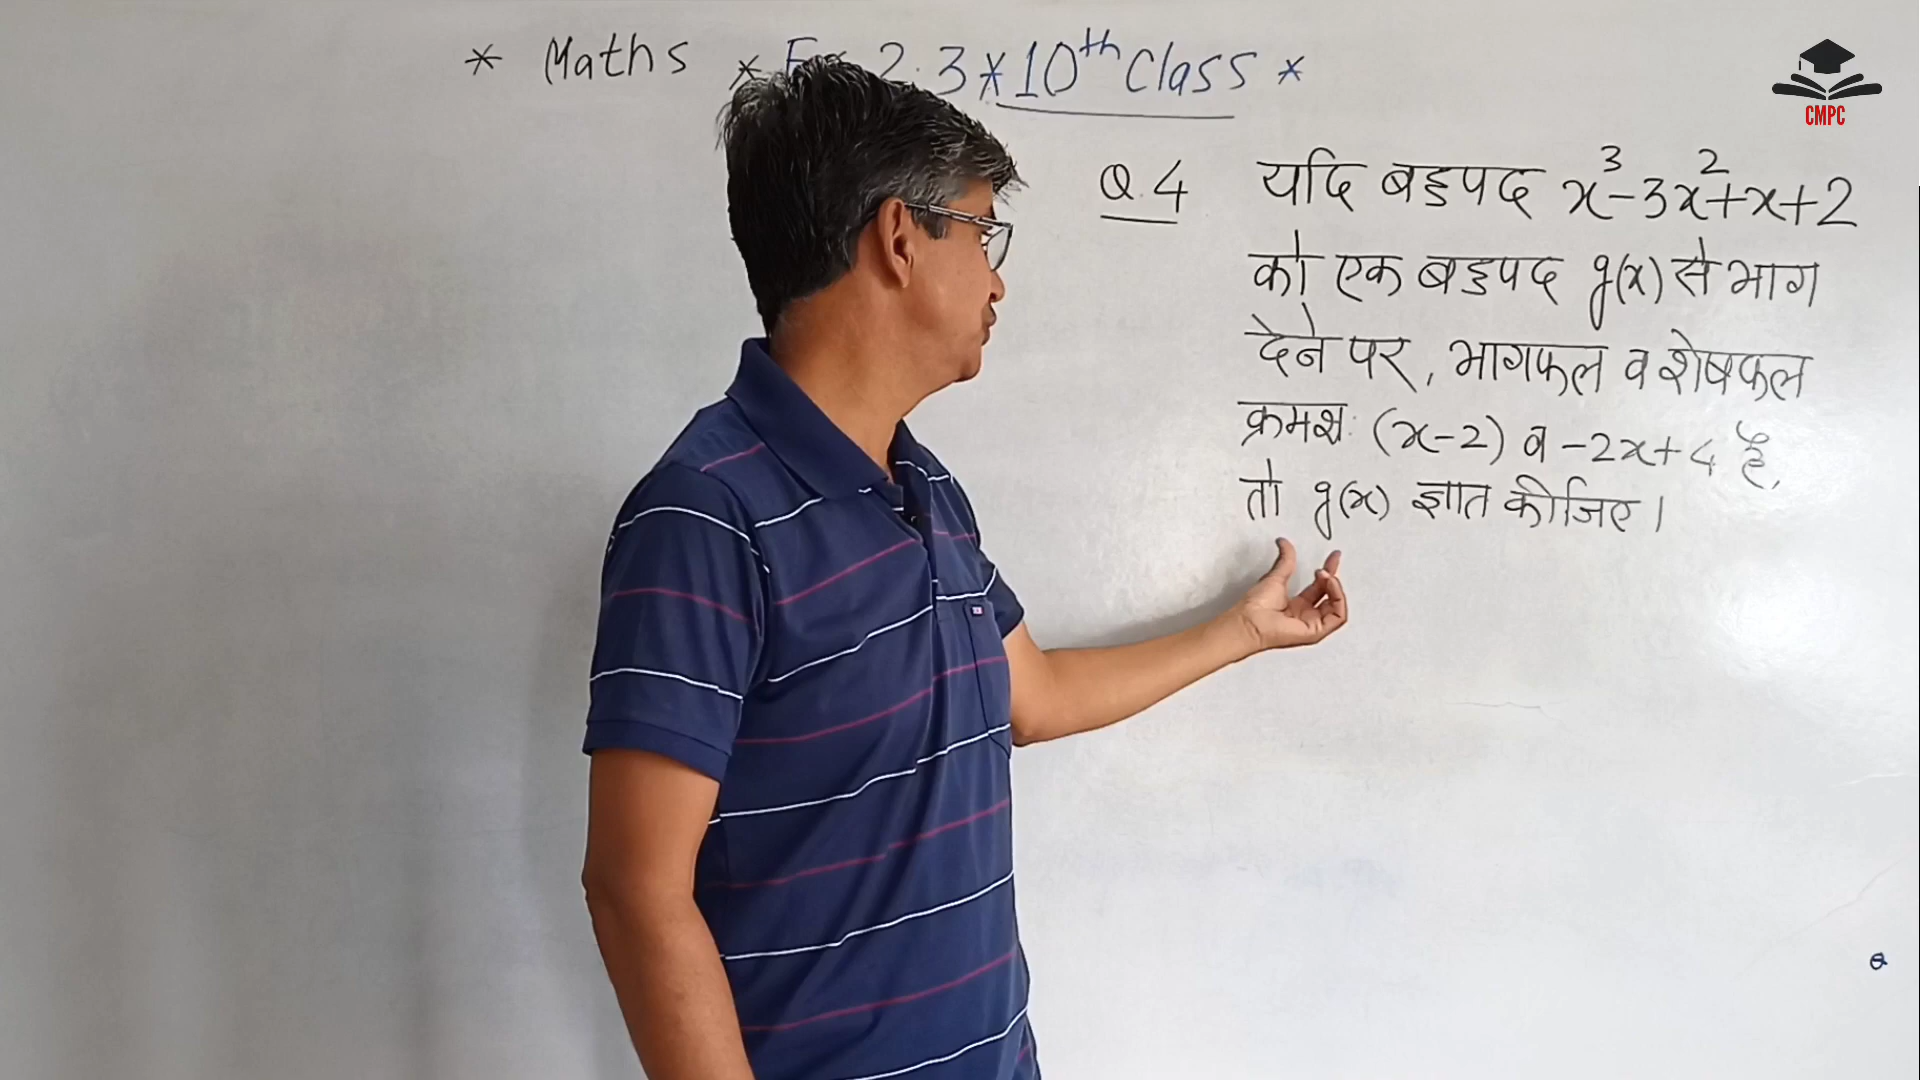 * Maths * Ex 2.3 * 10th Class *
CMPC
Q.4 यदि बहुपद x³-3x²+x+2
को एक बहुपद g(x) से भाग
देने पर, भागफल व शेषफल
क्रमश: (x-2) व -2x+4 है,
तो g(x) ज्ञात कीजिए।